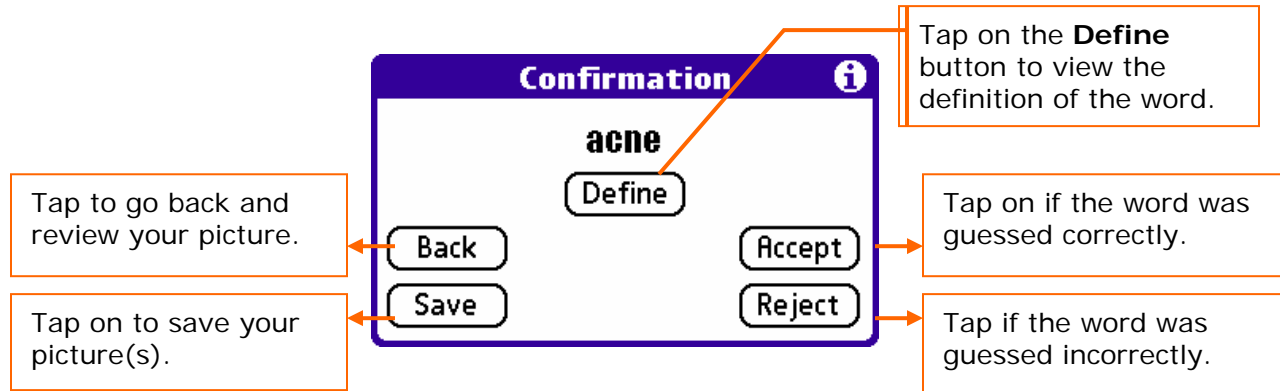 Tap on the Define
button to view the
definition of the word.
Confirmation
acne
Define
Tap to go back and
review your picture.
Back
Accept
Tap on if the word was
guessed correctly.
Tap on to save your
picture(s).
Save
Reject
Tap if the word was
guessed incorrectly.